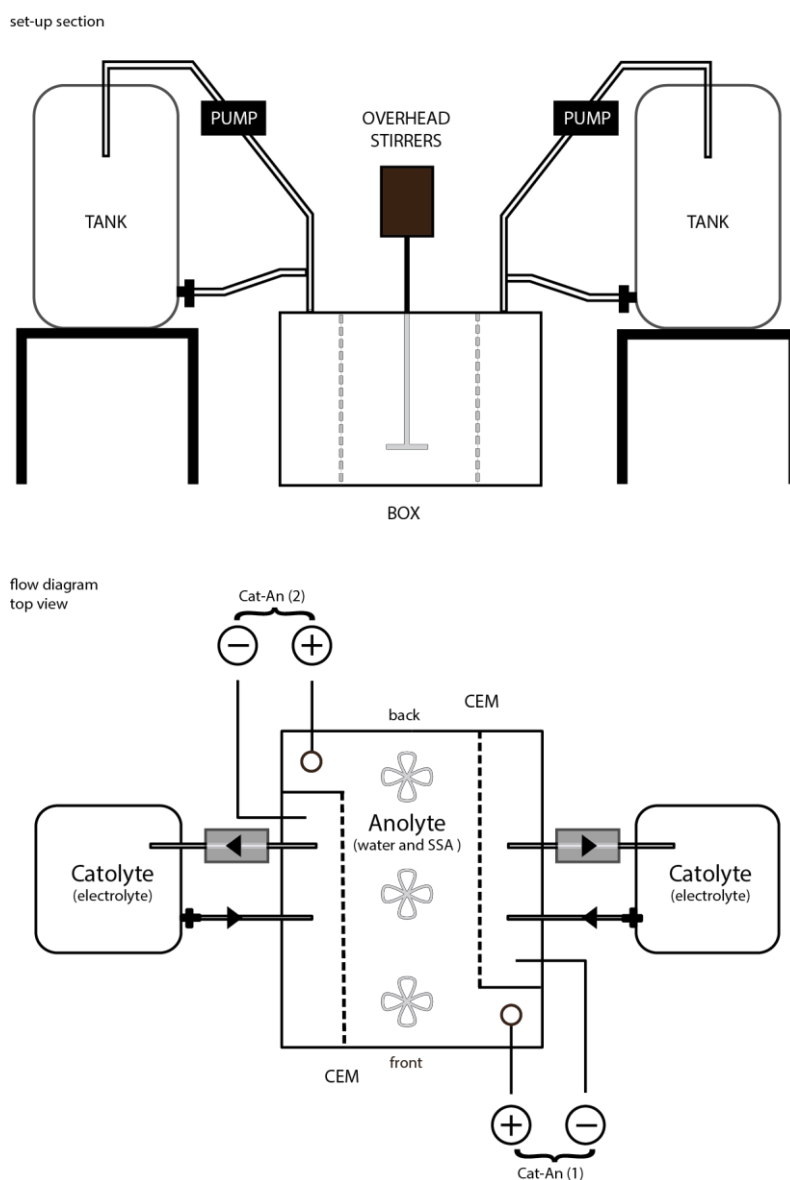 set-up section
PUMP
PUMP
OVERHEAD
STIRRERS
TANK
TANK
BOX
flow diagram
top view
Cat-An (2)
−
+
CEM
back
Anolyte
(water and SSA )
Catolyte
(electrolyte)
Catolyte
(electrolyte)
front
CEM
+
−
Cat-An (1)